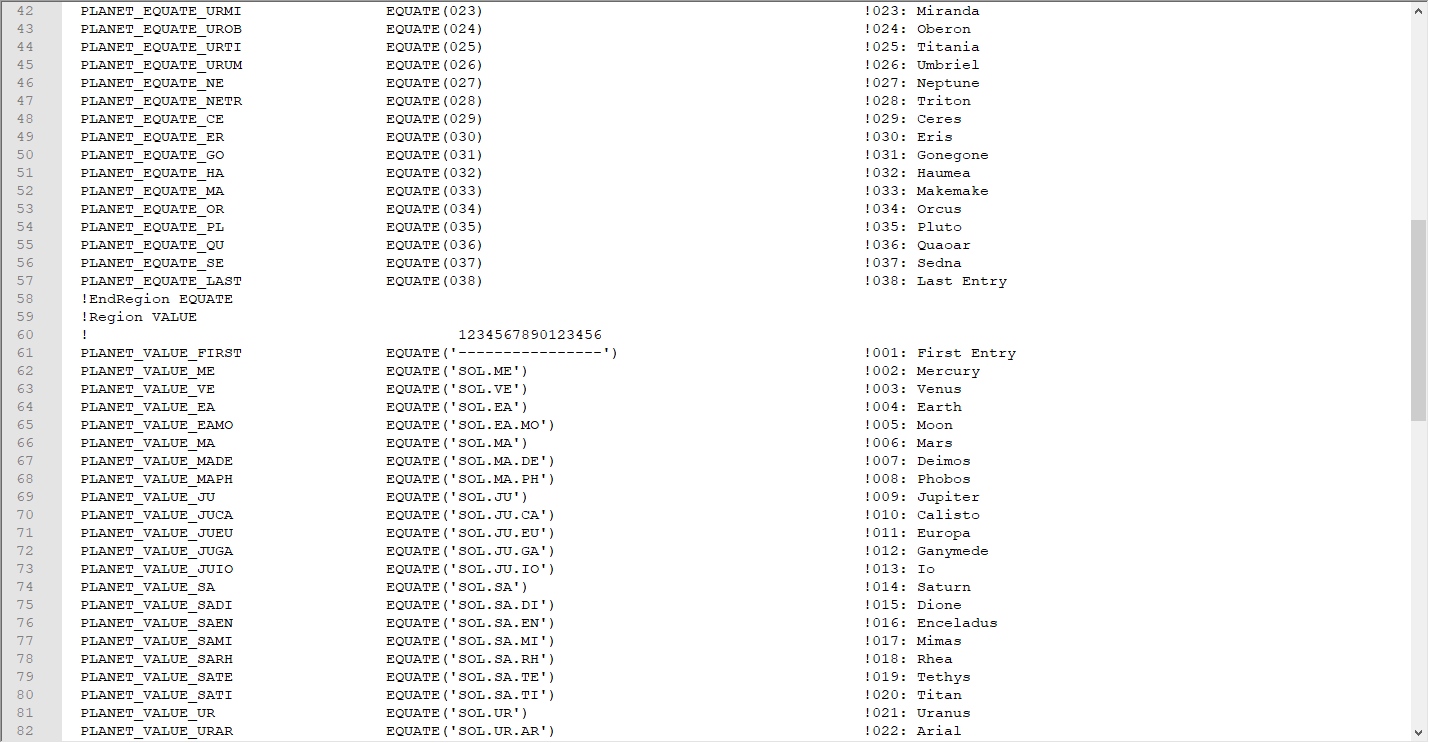 42 PLANET_EQUATE_URMI EQUATE(023) !023: Miranda
43 PLANET_EQUATE_UROB EQUATE(024) !024: Oberon
44 PLANET_EQUATE_URTI EQUATE(025) !025: Titania
45 PLANET_EQUATE_URUM EQUATE(026) !026: Umbriel
46 PLANET_EQUATE_NE EQUATE(027) !027: Neptune
47 PLANET_EQUATE_NETR EQUATE(028) !028: Triton
48 PLANET_EQUATE_CE EQUATE(029) !029: Ceres
49 PLANET_EQUATE_ER EQUATE(030) !030: Eris
50 PLANET_EQUATE_GO EQUATE(031) !031: Gonegone
51 PLANET_EQUATE_HA EQUATE(032) !032: Haumea
52 PLANET_EQUATE_MA EQUATE(033) !033: Makemake
53 PLANET_EQUATE_OR EQUATE(034) !034: Orcus
54 PLANET_EQUATE_PL EQUATE(035) !035: Pluto
55 PLANET_EQUATE_QU EQUATE(036) !036: Quaoar
56 PLANET_EQUATE_SE EQUATE(037) !037: Sedna
57 PLANET_EQUATE_LAST EQUATE(038) !038: Last Entry
58 !EndRegion EQUATE
59 !Region VALUE
60 ! 1234567890123456
61 PLANET_VALUE_FIRST EQUATE('----------------') !001: First Entry
62 PLANET_VALUE_ME EQUATE('SOL.ME') !002: Mercury
63 PLANET_VALUE_VE EQUATE('SOL.VE') !003: Venus
64 PLANET_VALUE_EA EQUATE('SOL.EA') !004: Earth
65 PLANET_VALUE_EAMO EQUATE('SOL.EA.MO') !005: Moon
66 PLANET_VALUE_MA EQUATE('SOL.MA') !006: Mars
67 PLANET_VALUE_MADE EQUATE('SOL.MA.DE') !007: Deimos
68 PLANET_VALUE_MAPH EQUATE('SOL.MA.PH') !008: Phobos
69 PLANET_VALUE_JU EQUATE('SOL.JU') !009: Jupiter
70 PLANET_VALUE_JUCA EQUATE('SOL.JU.CA') !010: Calisto
71 PLANET_VALUE_JUEU EQUATE('SOL.JU.EU') !011: Europa
72 PLANET_VALUE_JUGA EQUATE('SOL.JU.GA') !012: Ganymede
73 PLANET_VALUE_JUIO EQUATE('SOL.JU.IO') !013: Io
74 PLANET_VALUE_SA EQUATE('SOL.SA') !014: Saturn
75 PLANET_VALUE_SADI EQUATE('SOL.SA.DI') !015: Dione
76 PLANET_VALUE_SAEN EQUATE('SOL.SA.EN') !016: Enceladus
77 PLANET_VALUE_SAMI EQUATE('SOL.SA.MI') !017: Mimas
78 PLANET_VALUE_SARH EQUATE('SOL.SA.RH') !018: Rhea
79 PLANET_VALUE_SATE EQUATE('SOL.SA.TE') !019: Tethys
80 PLANET_VALUE_SATI EQUATE('SOL.SA.TI') !020: Titan
81 PLANET_VALUE_UR EQUATE('SOL.UR') !021: Uranus
82 PLANET_VALUE_URAR EQUATE('SOL.UR.AR') !022: Arial